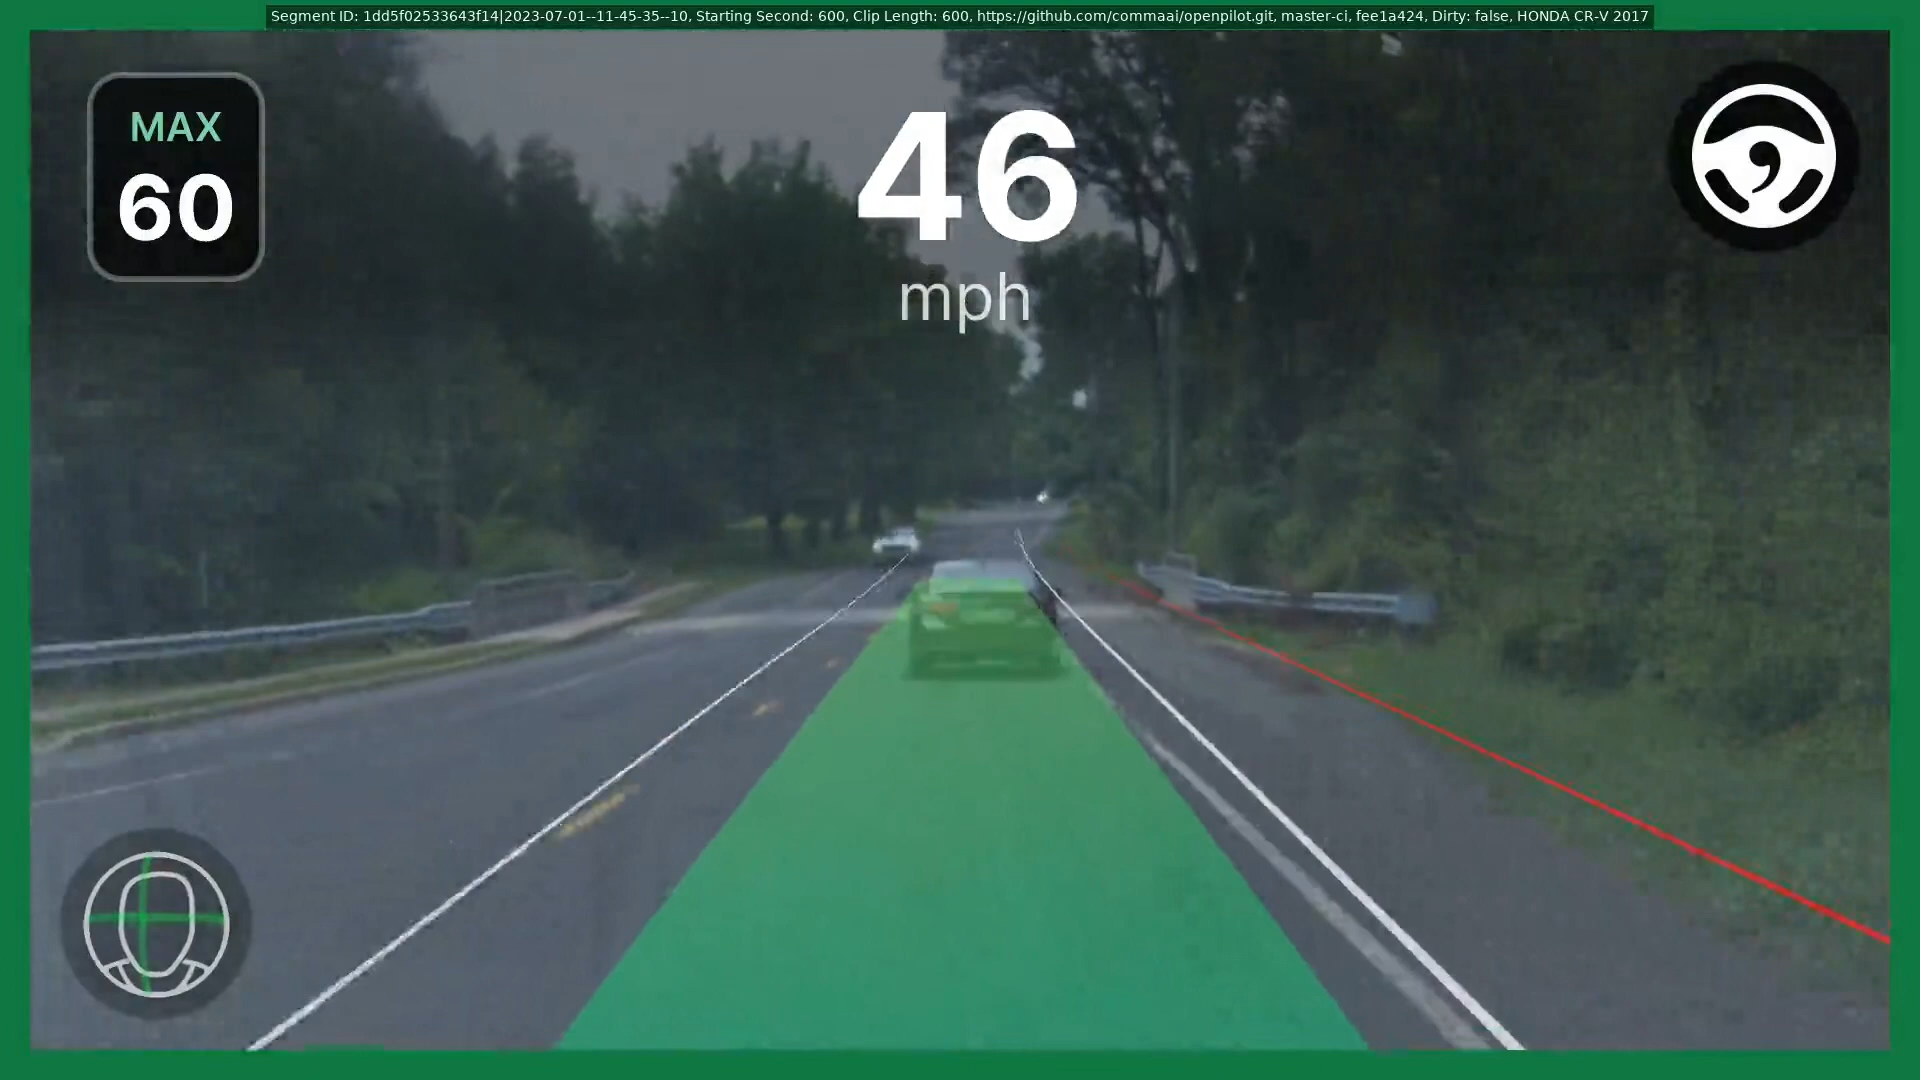 Segment ID: 1dd5f02533643f14|2023-07-01--11-45-35--10, Starting Second: 600, Clip Length: 600, https://github.com/commaai/openpilot.git, master-ci, fee1a424, Dirty: false, HONDA CR-V 2017
MAX
60
46
mph